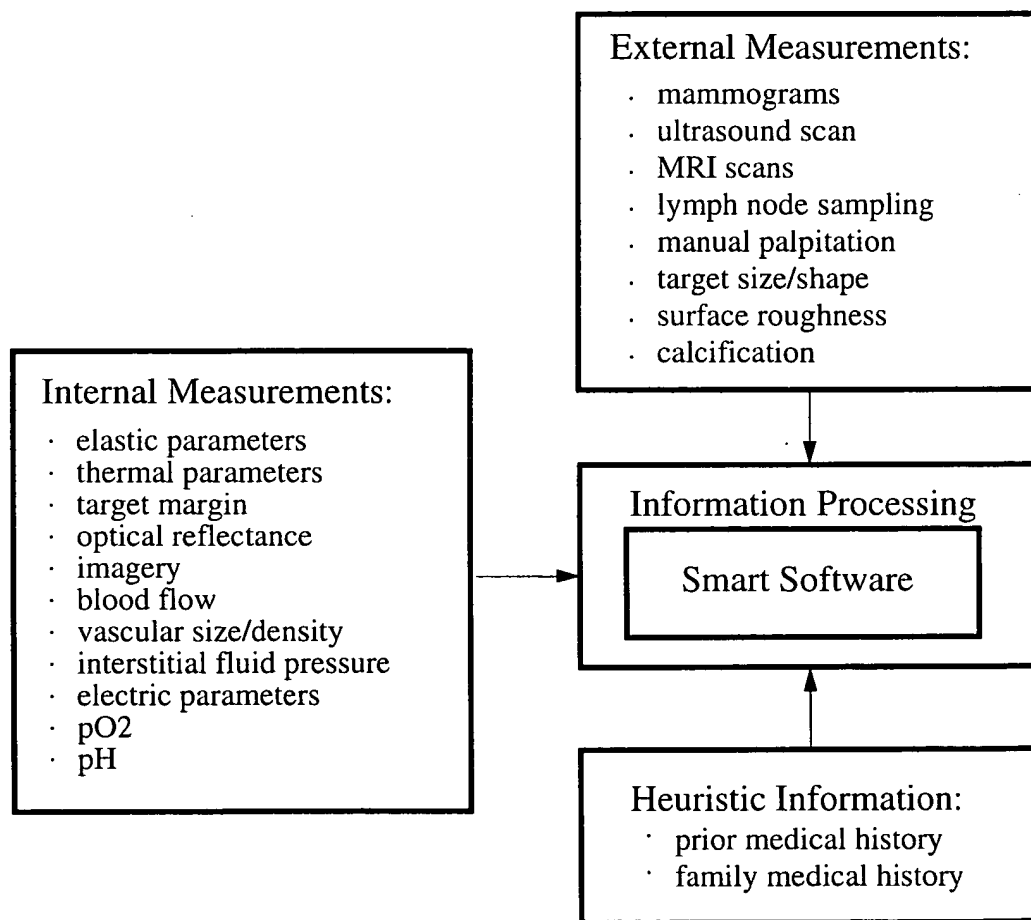 External Measurements:
· mammograms
· ultrasound scan
· MRI scans
· lymph node sampling
· manual palpitation
· target size/shape
· surface roughness
· calcification
Internal Measurements:
· elastic parameters
· thermal parameters
· target margin
· optical reflectance
· imagery
· blood flow
· vascular size/density
· interstitial fluid pressure
· electric parameters
· pO2
· pH
Information Processing
Smart Software
Heuristic Information:
· prior medical history
· family medical history